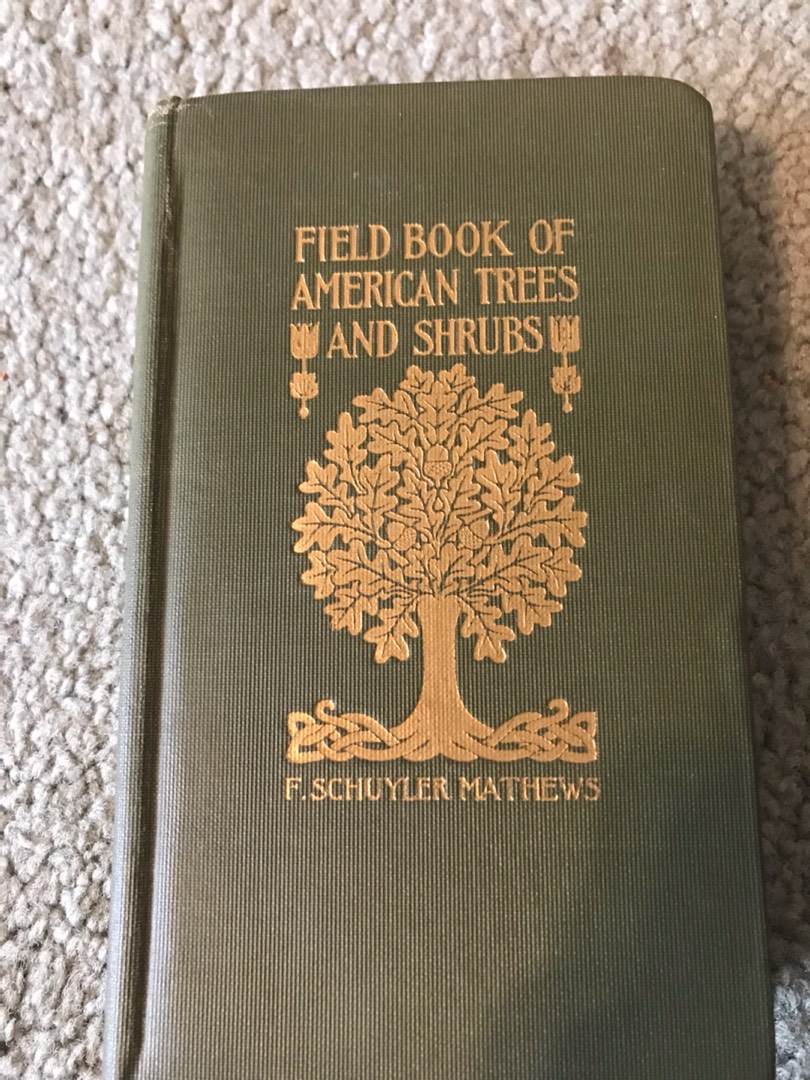 FIELD BOOK OF
AMERICAN TREES
AND SHRUBS
F. SCHUYLER MATHEWS